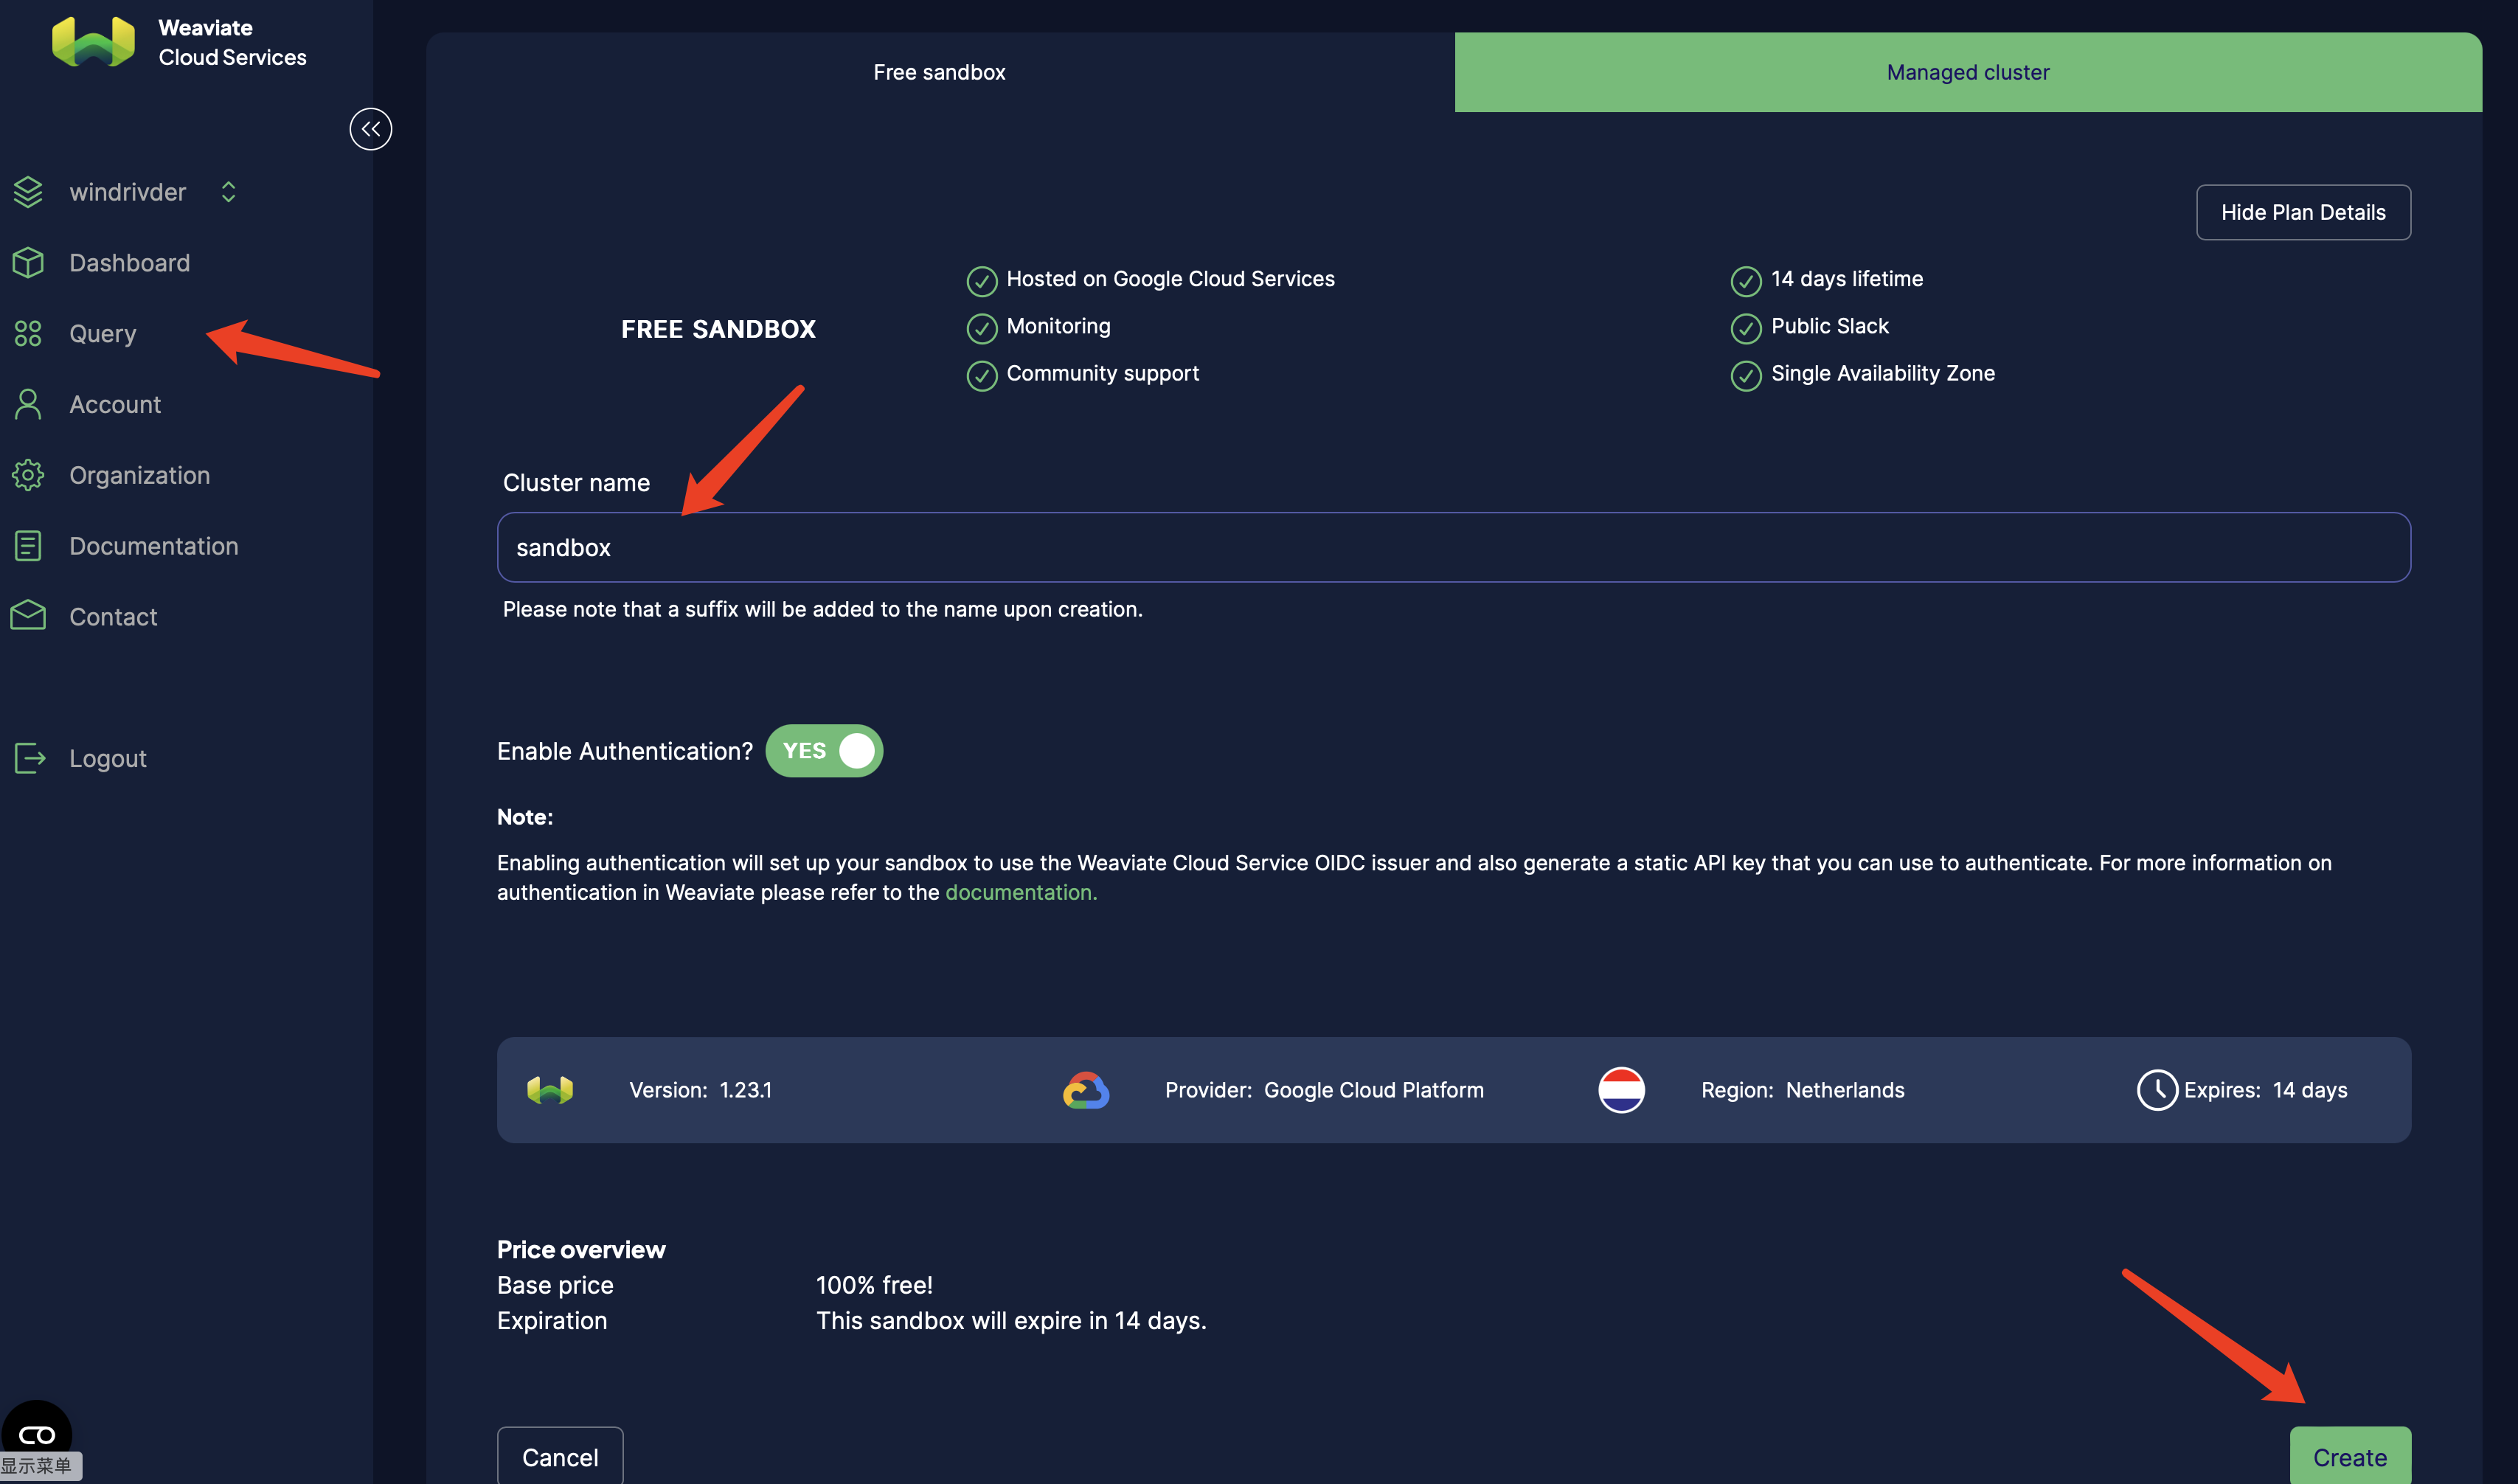 Weaviate
Cloud Services
windrivder
Dashboard
Query
Account
Organization
Documentation
Contact
Logout
显示菜单
Free sandbox
Managed cluster
Hide Plan Details
FREE SANDBOX
Hosted on Google Cloud Services
Monitoring
Community support
14 days lifetime
Public Slack
Single Availability Zone
Cluster name
sandbox
Please note that a suffix will be added to the name upon creation.
Enable Authentication? YES
Note:
Enabling authentication will set up your sandbox to use the Weaviate Cloud Service OIDC issuer and also generate a static API key that you can use to authenticate. For more information on
authentication in Weaviate please refer to the documentation.
Version: 1.23.1
Provider: Google Cloud Platform
Region: Netherlands
Expires: 14 days
Price overview
Base price 100% free!
Expiration This sandbox will expire in 14 days.
Cancel
Create